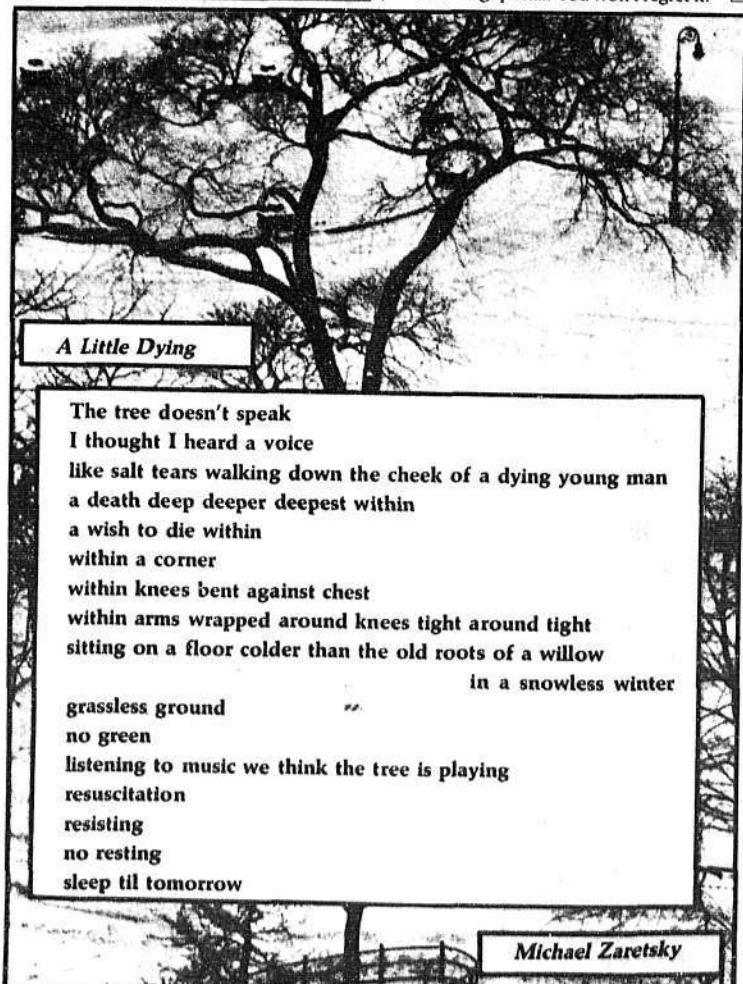 you won't regret it.
A Little Dying
The tree doesn't speak
I thought I heard a voice
like salt tears walking down the cheek of a dying young man
a death deep deeper deepest within
a wish to die within
within a corner
within knees bent against chest
within arms wrapped around knees tight around tight
sitting on a floor colder than the old roots of a willow
in a snowless winter
grassless ground
no green
listening to music we think the tree is playing
resuscitation
resisting
no resting
sleep til tomorrow
Michael Zaretsky